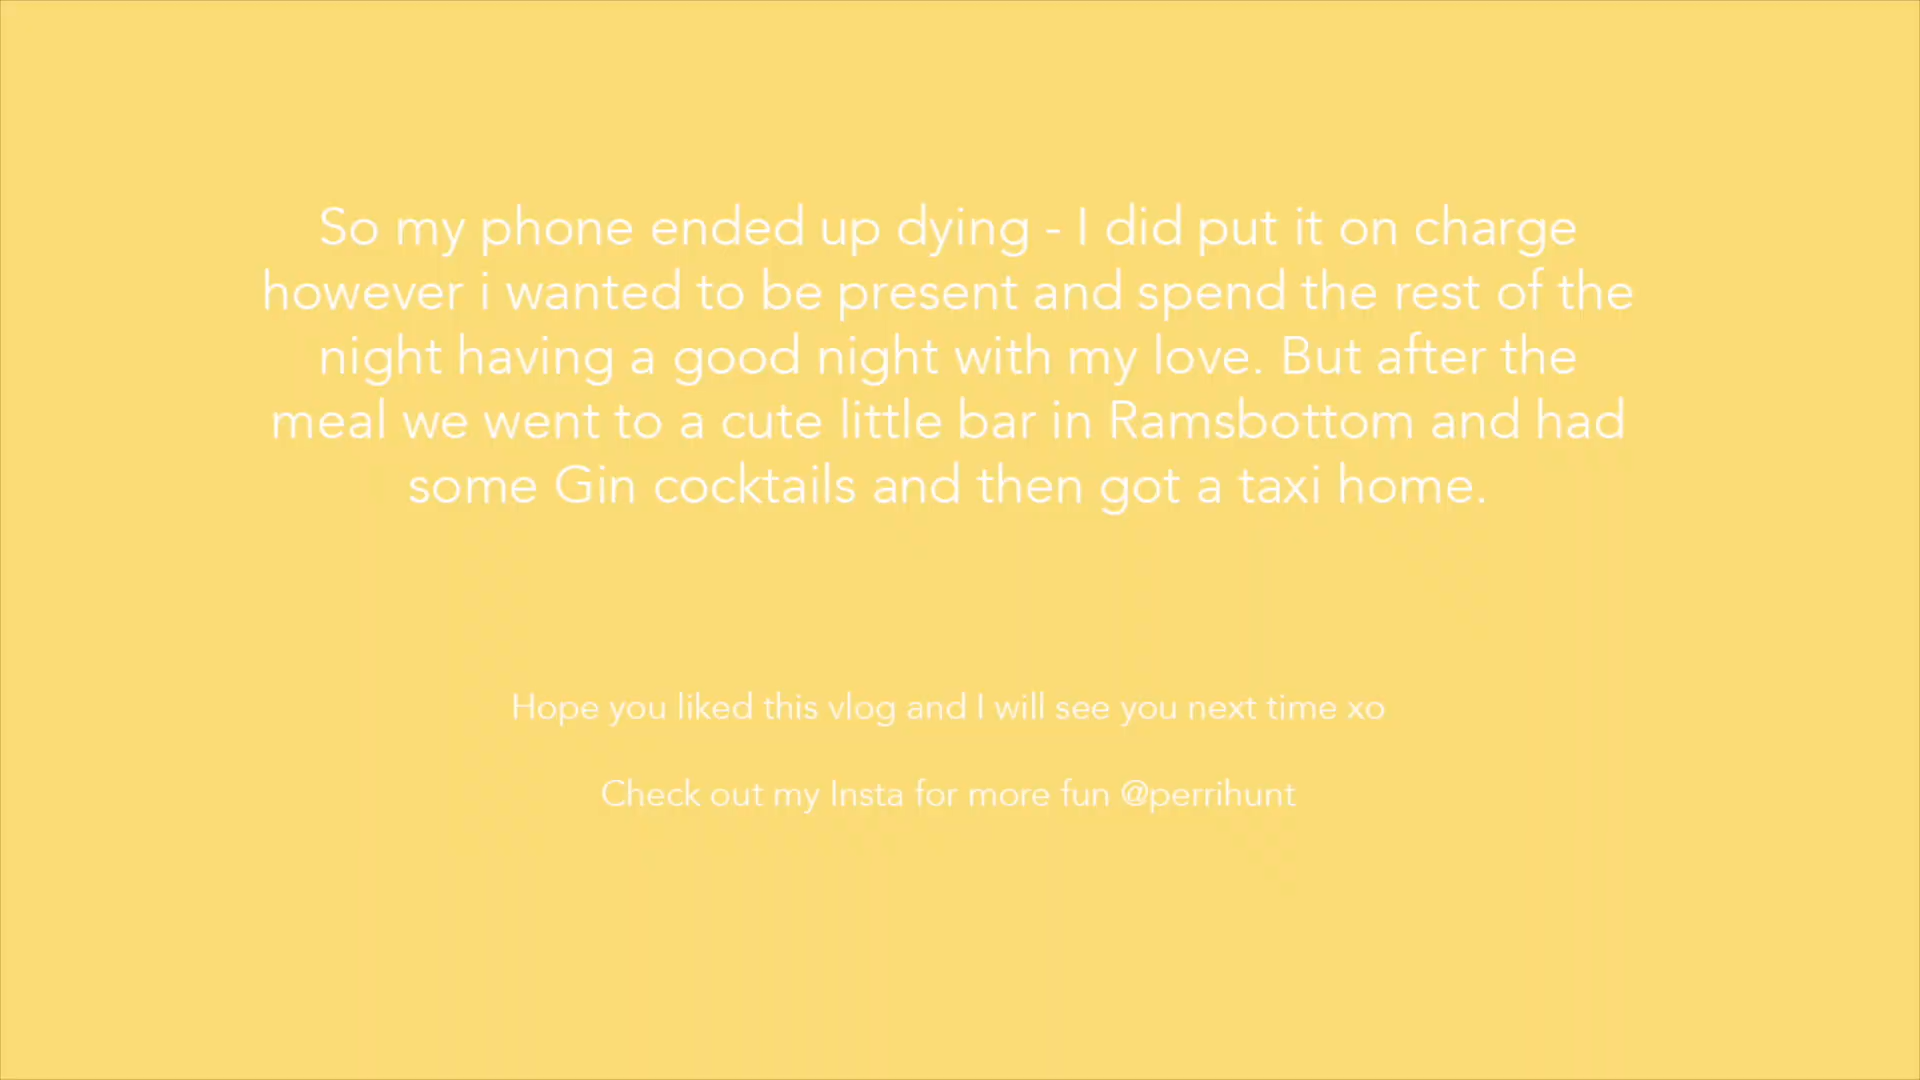 So my phone ended up dying - I did put it on charge
however i wanted to be present and spend the rest of the
night having a good night with my love. But after the
meal we went to a cute little bar in Ramsbottom and had
some Gin cocktails and then got a taxi home.
Hope you liked this vlog and I will see you next time xo
Check out my Insta for more fun @perrihunt